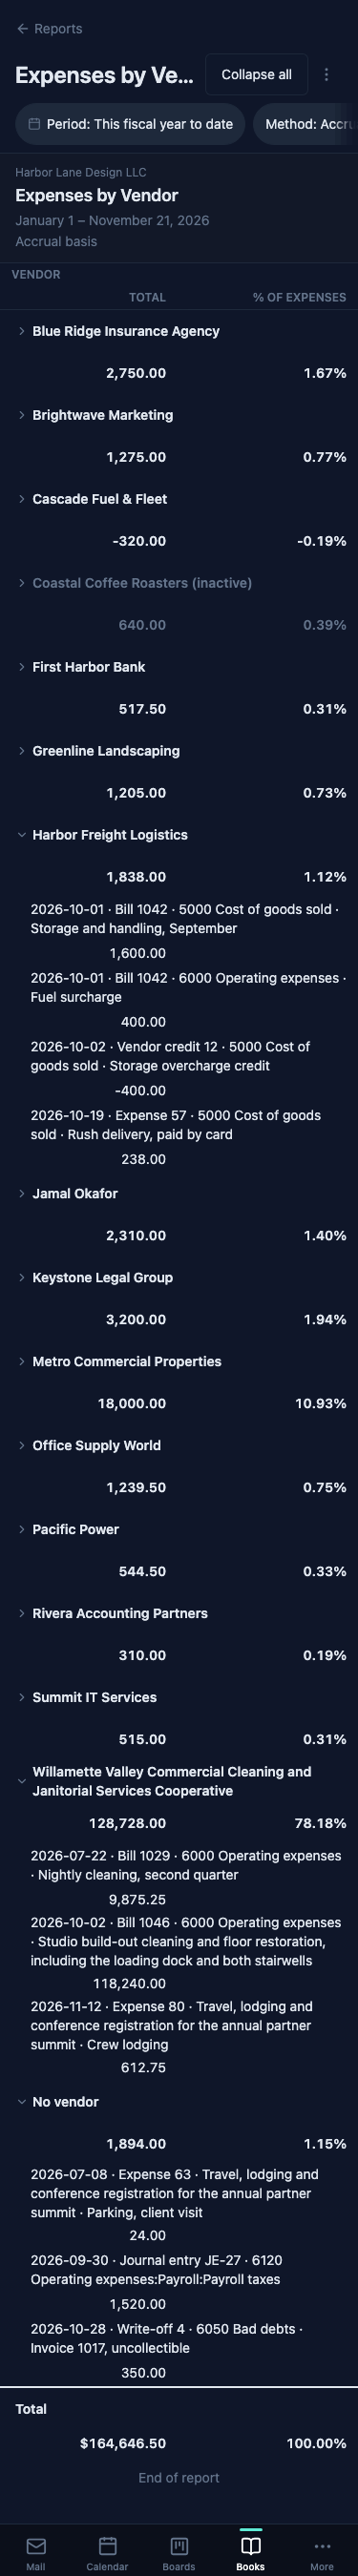 Reports
Expenses by Ve...
Collapse all
Period: This fiscal year to date
Method: Accru
Harbor Lane Design LLC
Expenses by Vendor
January 1 – November 21, 2026
Accrual basis
VENDOR
TOTAL % OF EXPENSES
Blue Ridge Insurance Agency
2,750.00 1.67%
Brightwave Marketing
1,275.00 0.77%
Cascade Fuel & Fleet
-320.00 -0.19%
Coastal Coffee Roasters (inactive)
640.00 0.39%
First Harbor Bank
517.50 0.31%
Greenline Landscaping
1,205.00 0.73%
Harbor Freight Logistics
1,838.00 1.12%
2026-10-01 · Bill 1042 · 5000 Cost of goods sold ·
Storage and handling, September
1,600.00
2026-10-01 · Bill 1042 · 6000 Operating expenses ·
Fuel surcharge
400.00
2026-10-02 · Vendor credit 12 · 5000 Cost of
goods sold · Storage overcharge credit
-400.00
2026-10-19 · Expense 57 · 5000 Cost of goods
sold · Rush delivery, paid by card
238.00
Jamal Okafor
2,310.00 1.40%
Keystone Legal Group
3,200.00 1.94%
Metro Commercial Properties
18,000.00 10.93%
Office Supply World
1,239.50 0.75%
Pacific Power
544.50 0.33%
Rivera Accounting Partners
310.00 0.19%
Summit IT Services
515.00 0.31%
Willamette Valley Commercial Cleaning and
Janitorial Services Cooperative
128,728.00 78.18%
2026-07-22 · Bill 1029 · 6000 Operating expenses
· Nightly cleaning, second quarter
9,875.25
2026-10-02 · Bill 1046 · 6000 Operating expenses
· Studio build-out cleaning and floor restoration,
including the loading dock and both stairwells
118,240.00
2026-11-12 · Expense 80 · Travel, lodging and
conference registration for the annual partner
summit · Crew lodging
612.75
No vendor
1,894.00 1.15%
2026-07-08 · Expense 63 · Travel, lodging and
conference registration for the annual partner
summit · Parking, client visit
24.00
2026-09-30 · Journal entry JE-27 · 6120
Operating expenses:Payroll:Payroll taxes
1,520.00
2026-10-28 · Write-off 4 · 6050 Bad debts ·
Invoice 1017, uncollectible
350.00
Total
$164,646.50 100.00%
End of report
Mail
Calendar
Boards
Books
More